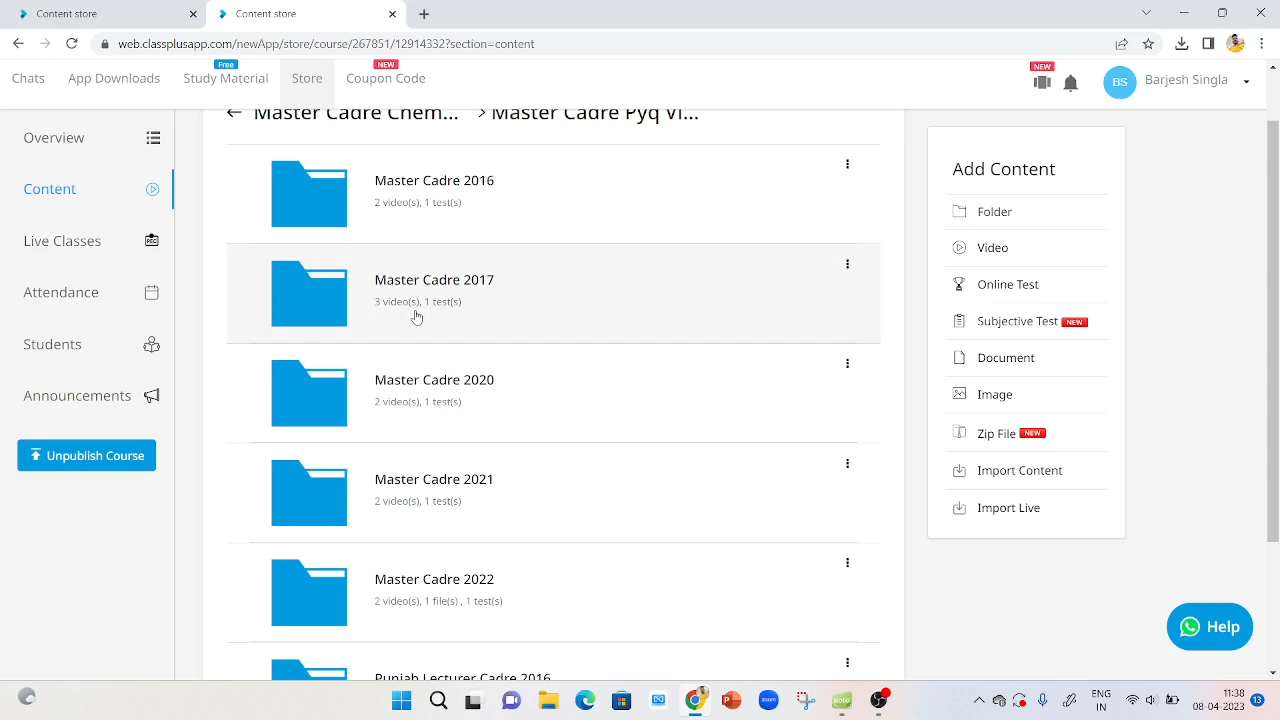 Content store
Content store
web.classplusapp.com/newApp/store/course/267851/12914332?section=content
Chats
App Downloads
Free
Study Material
Store
NEW
Coupon Code
NEW
BS
Barjesh Singla
Overview
Content
Live Classes
REC
Attendance
Students
Announcements
Unpublish Course
Master Cadre Chem... > Master Cadre Pyq Vi...
Master Cadre 2016
2 video(s), 1 test(s)
Master Cadre 2017
3 video(s), 1 test(s)
Master Cadre 2020
2 video(s), 1 test(s)
Master Cadre 2021
2 video(s), 1 test(s)
Master Cadre 2022
2 video(s), 1 file(s) , 1 test(s)
Punjab Lecturer Cadre 2016
Add Content
Folder
Video
Online Test
Subjective Test NEW
Document
Image
Zip File NEW
Import Content
Import Live
Help
zoom
Note
ENG
IN
11:38
08-04-2023
13